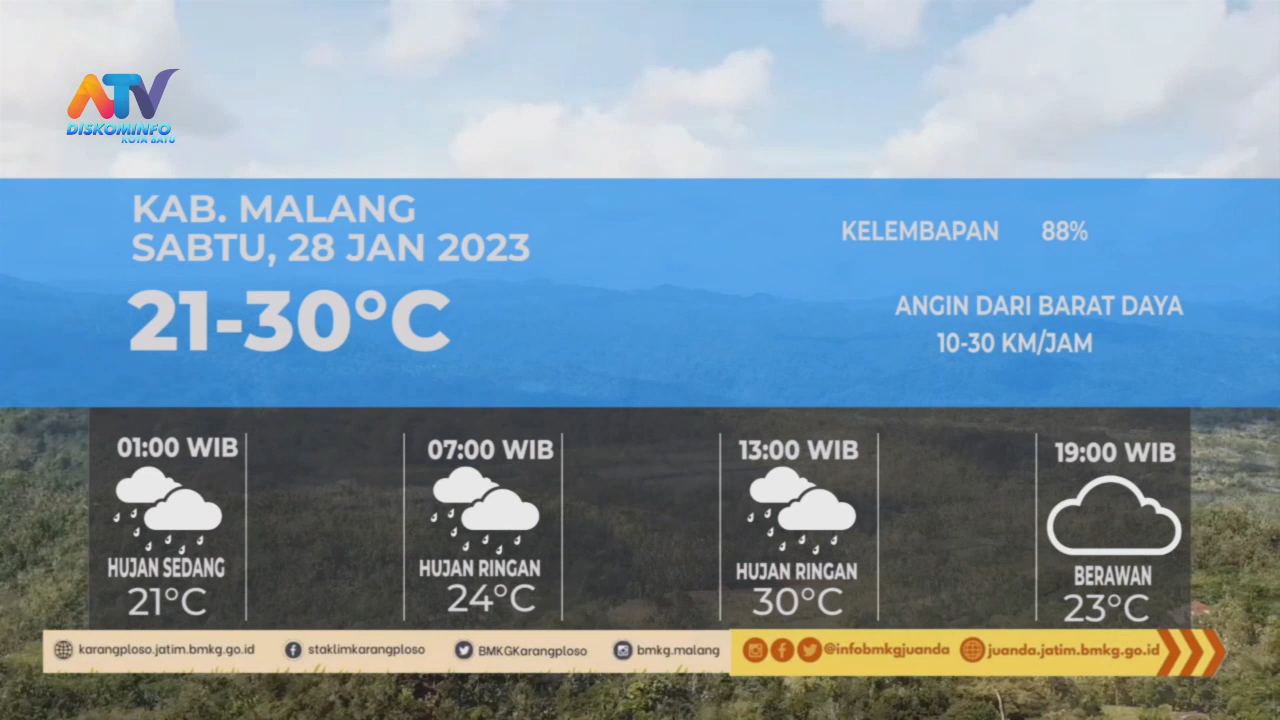 ATV
DISKOMINFO
KOTA BATU
KAB. MALANG
SABTU, 28 JAN 2023
21-30°C
KELEMBAPAN 88%
ANGIN DARI BARAT DAYA
10-30 KM/JAM
01:00 WIB
HUJAN SEDANG
21°C
07:00 WIB
HUJAN RINGAN
24°C
13:00 WIB
HUJAN RINGAN
30°C
19:00 WIB
BERAWAN
23°C
karangploso.jatim.bmkg.go.id staklimkarangploso BMKGKarangploso bmkg.malang @infobmkgjuanda juanda.jatim.bmkg.go.id